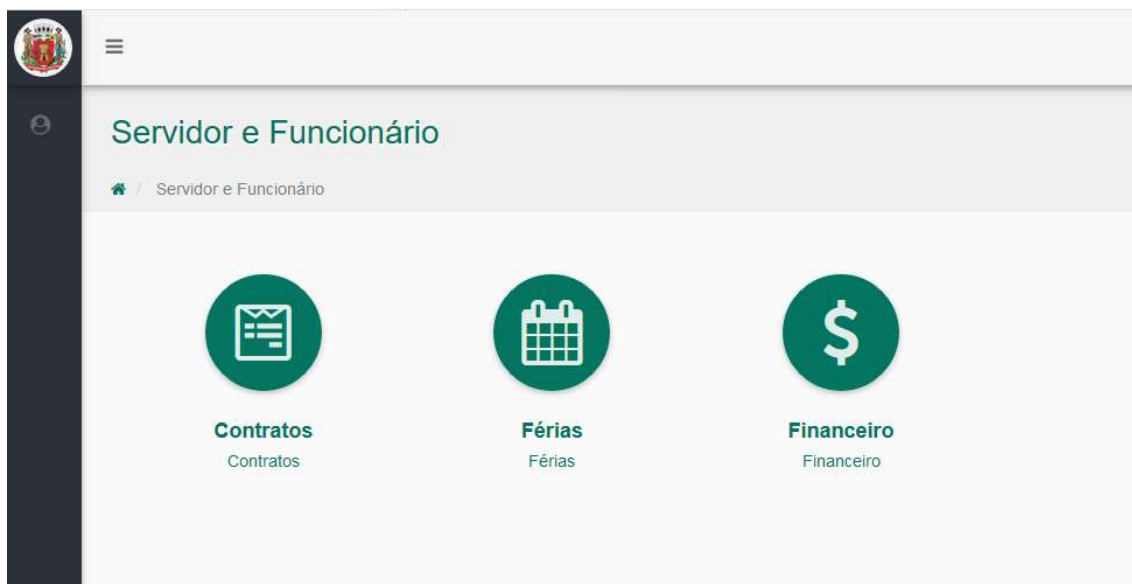 Servidor e Funcionário
/ Servidor e Funcionário
Contratos
Contratos
Férias
Férias
Financeiro
Financeiro